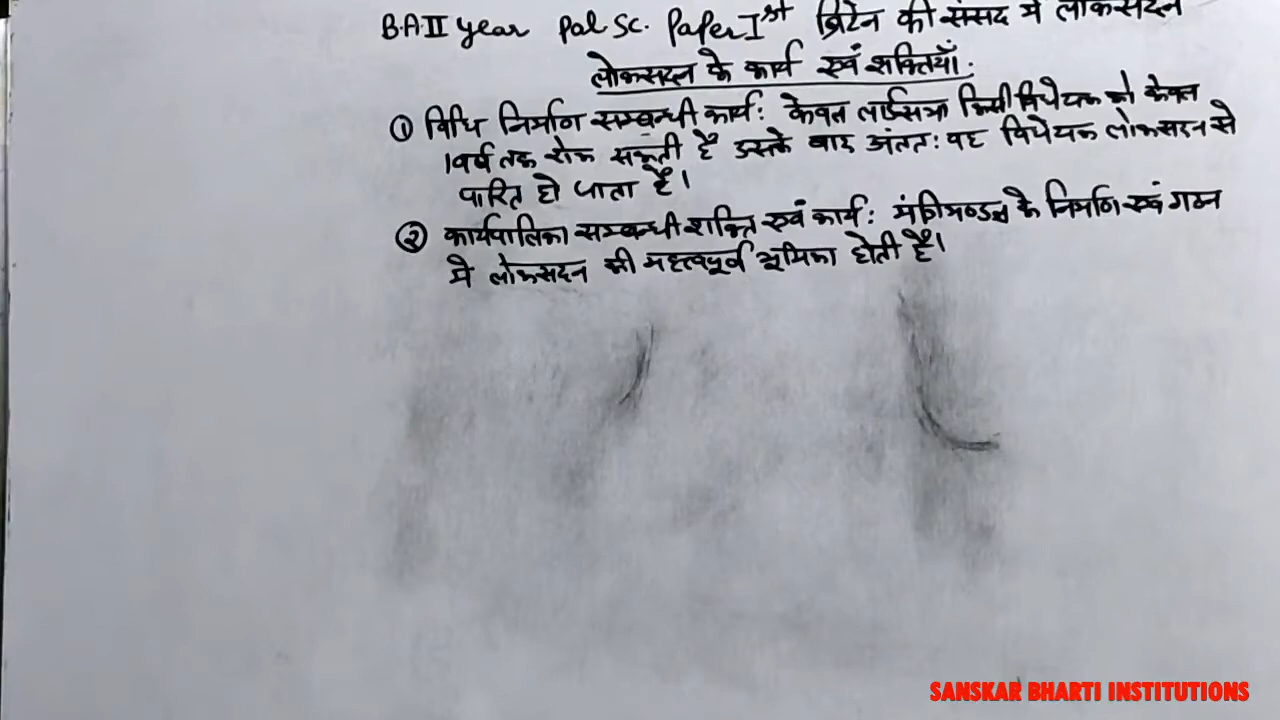 B.A.II year Pol Sc. Paper Ist ब्रिटेन की संसद में लोकसदन
लोकसदन के कार्य एवं शक्तियाँ:
① विधि निर्माण सम्बन्धी कार्य: केवल लार्डसभा किसी विधेयक को केवल
1 वर्ष तक रोक सकती है उसके बाद अंतत: वह विधेयक लोकसदन से
पारित हो जाता है।
② कार्यपालिका सम्बन्धी शक्ति एवं कार्य: मंत्रिमण्डल के निर्माण एवं गठन
में लोकसदन की महत्वपूर्ण भूमिका होती है।
SANSKAR BHARTI INSTITUTIONS